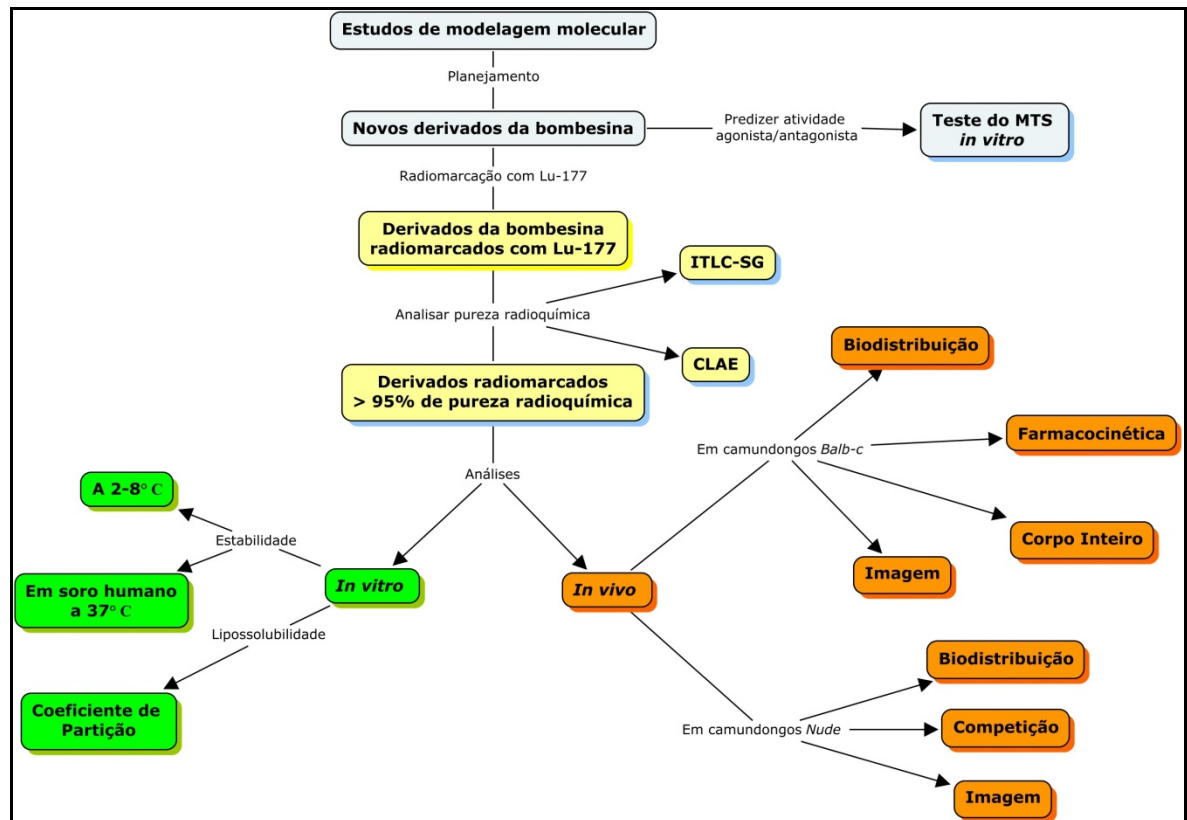 Estudos de modelagem molecular
Planejamento
Novos derivados da bombesina
Predizer atividade
agonista/antagonista
Teste do MTS
in vitro
Radiomarcação com Lu-177
Derivados da bombesina
radiomarcados com Lu-177
ITLC-SG
Analisar pureza radioquímica
CLAE
Derivados radiomarcados
> 95% de pureza radioquímica
Biodistribuição
Farmacocinética
Em camundongos Balb-c
Corpo Inteiro
Imagem
Análises
A 2-8° C
Estabilidade
Em soro humano
a 37° C
In vitro
In vivo
Lipossolubilidade
Coeficiente de
Partição
Biodistribuição
Em camundongos Nude
Competição
Imagem